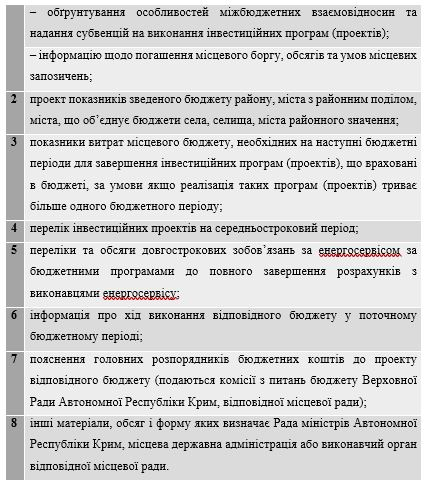 – обґрунтування особливостей міжбюджетних взаємовідносин та
надання субвенцій на виконання інвестиційних програм (проектів);
– інформацію щодо погашення місцевого боргу, обсягів та умов місцевих
запозичень;
2 проект показників зведеного бюджету району, міста з районним поділом,
міста, що об’єднує бюджети села, селища, міста районного значення;
3 показники витрат місцевого бюджету, необхідних на наступні бюджетні
періоди для завершення інвестиційних програм (проектів), що враховані
в бюджеті, за умови якщо реалізація таких програм (проектів) триває
більше одного бюджетного періоду;
4 перелік інвестиційних проектів на середньостроковий період;
5 переліки та обсяги довгострокових зобов’язань за енергосервісом за
бюджетними програмами до повного завершення розрахунків з
виконавцями енергосервісу;
6 інформація про хід виконання відповідного бюджету у поточному
бюджетному періоді;
7 пояснення головних розпорядників бюджетних коштів до проекту
відповідного бюджету (подаються комісії з питань бюджету Верховної
Ради Автономної Республіки Крим, відповідної місцевої ради);
8 інші матеріали, обсяг і форму яких визначає Рада міністрів Автономної
Республіки Крим, місцева державна адміністрація або виконавчий орган
відповідної місцевої ради.